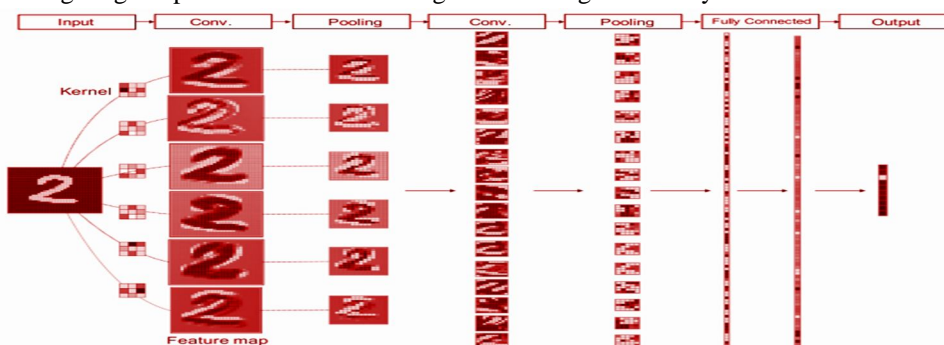 Input Conv. Pooling Conv. Pooling Fully Connected Output
Kernel
Feature map